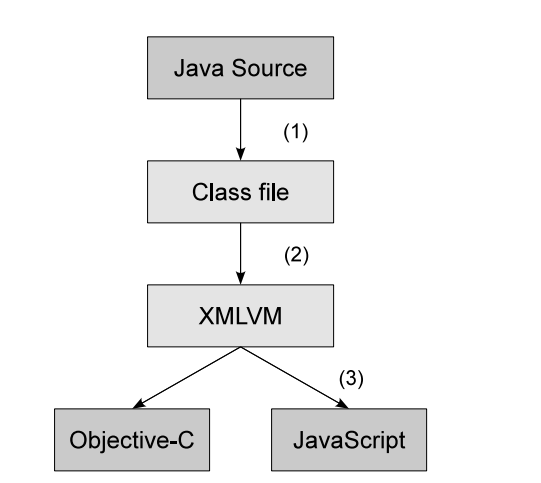 Java Source
(1)
Class file
(2)
XMLVM
(3)
Objective-C
JavaScript